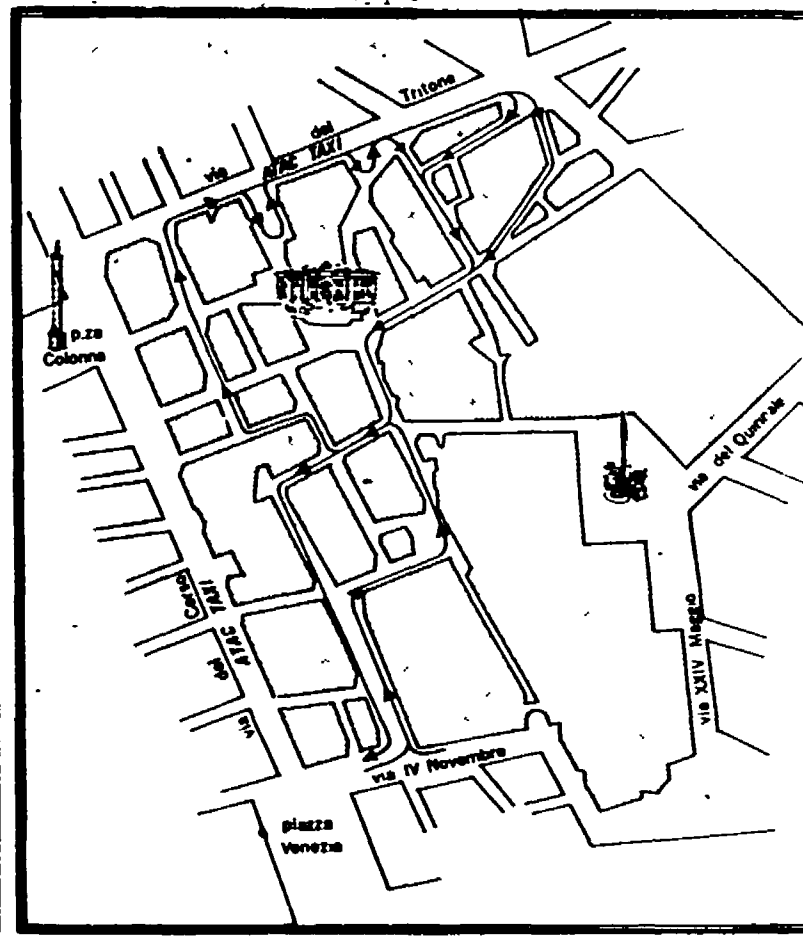 via del Tritone
ATAC TAXI
p.za
Colonna
via del Quirinale
via del Corso
ATAC TAXI
via XXIV Maggio
via IV Novembre
piazza
Venezia